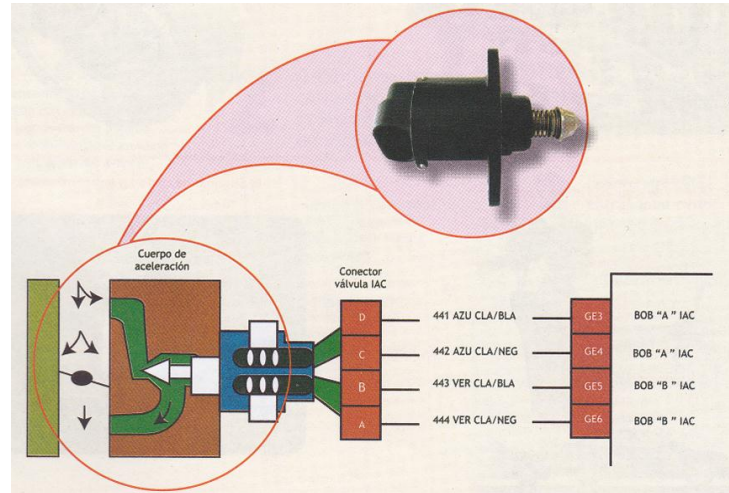 Cuerpo de
aceleración
Conector
válvula IAC
D
441 AZU CLA/BLA
GE3
BOB "A" IAC
C
442 AZU CLA/NEG
GE4
BOB "A" IAC
B
443 VER CLA/BLA
GE5
BOB "B" IAC
A
444 VER CLA/NEG
GE6
BOB "B" IAC